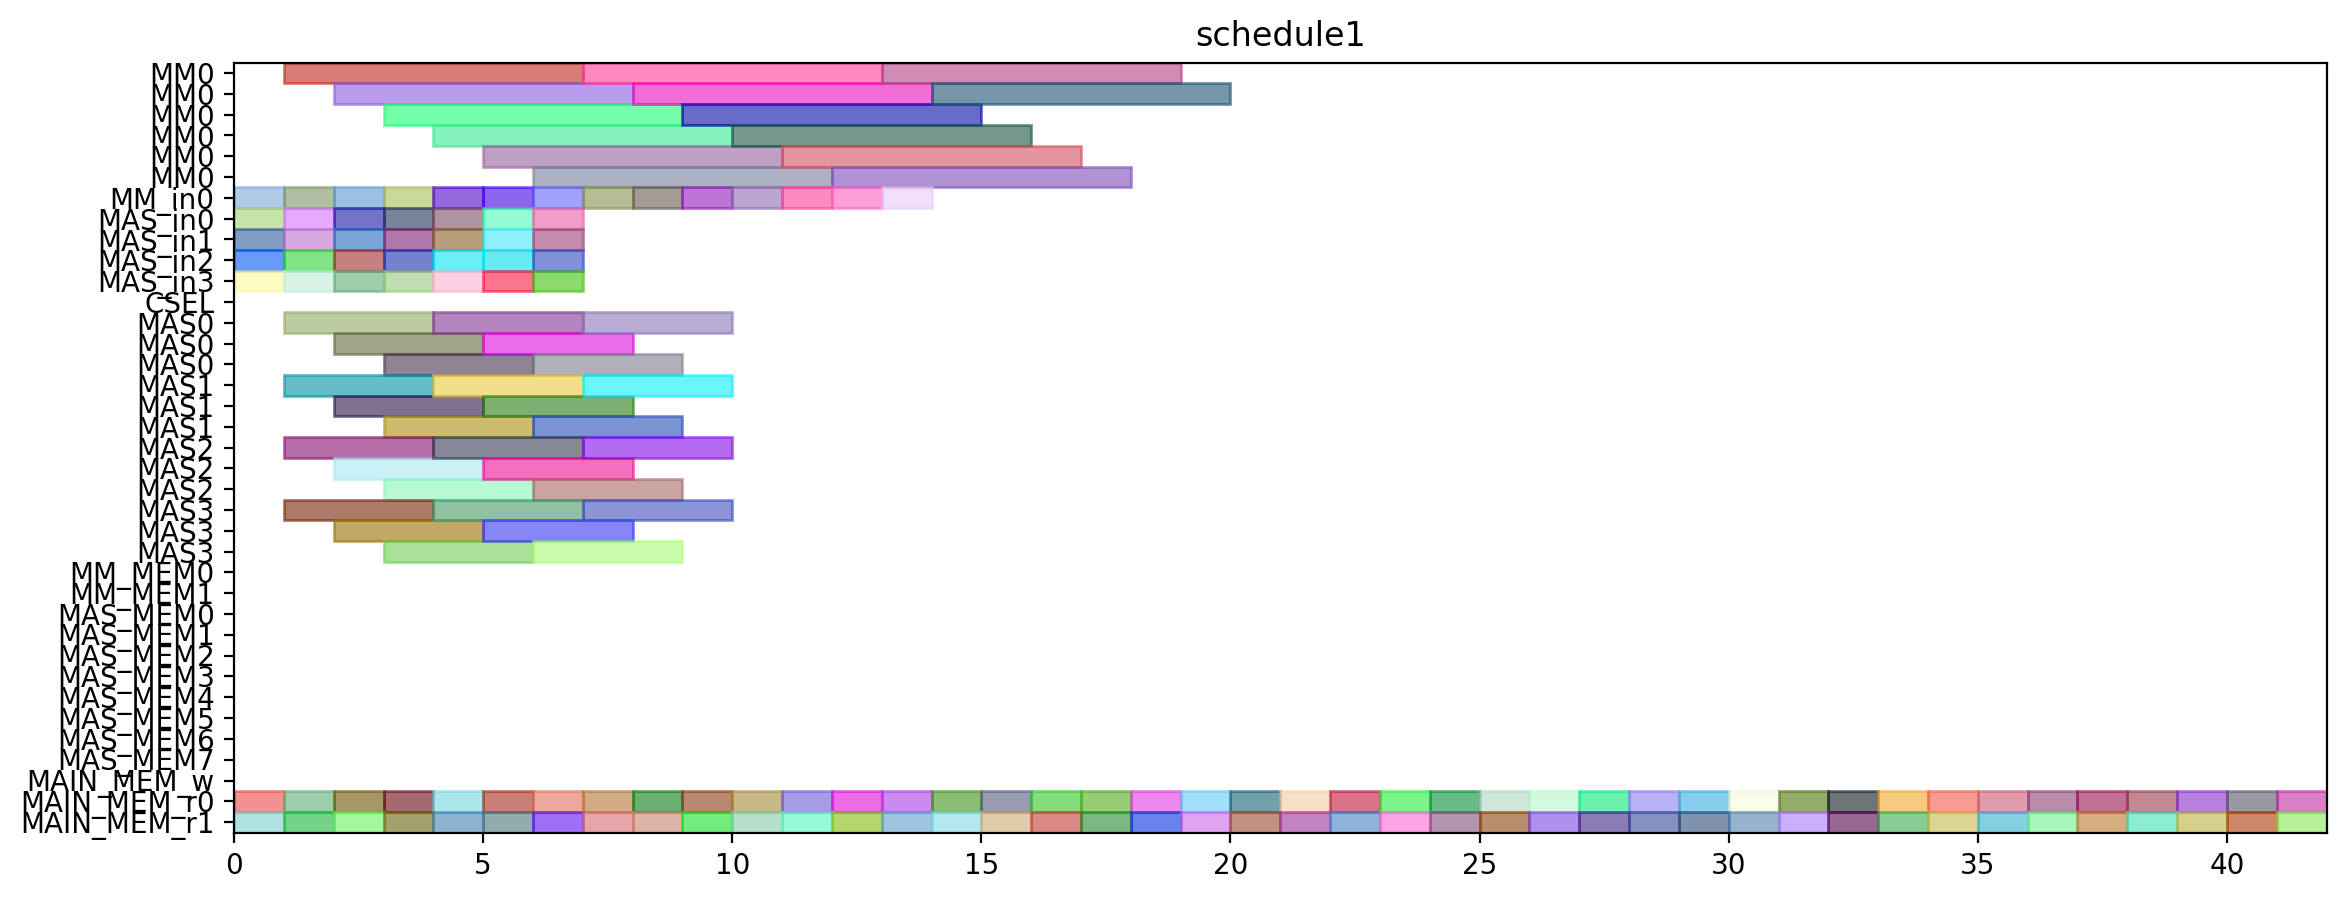 schedule1
MM0
MM0
MM0
MM0
MM0
MM0
MM_in0
MAS_in0
MAS_in1
MAS_in2
MAS_in3
CSEL
MAS0
MAS0
MAS0
MAS1
MAS1
MAS1
MAS2
MAS2
MAS2
MAS3
MAS3
MAS3
MM_MEM0
MM_MEM1
MAS_MEM0
MAS_MEM1
MAS_MEM2
MAS_MEM3
MAS_MEM4
MAS_MEM5
MAS_MEM6
MAS_MEM7
MAIN_MEM_w
MAIN_MEM_r0
MAIN_MEM_r1
0 5 10 15 20 25 30 35 40